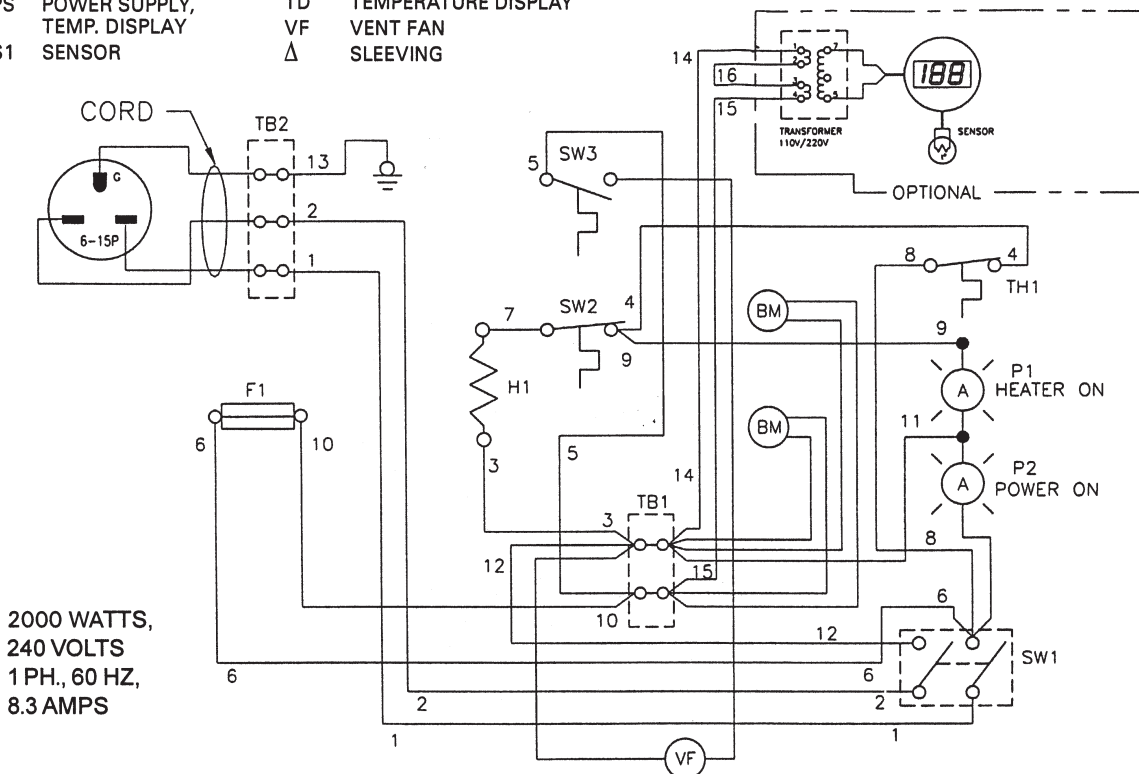 POWER SUPPLY, TD TEMPERATURE DISPLAY
TEMP. DISPLAY VF VENT FAN
SENSOR Δ SLEEVING
CORD
TB2
G
6-15P
13
2
1
14
16
15
1
2
3
4
7
5
TRANSFORMER
110V/220V
188
SENSOR
OPTIONAL
5
SW3
8
4
TH1
7
SW2
4
9
H1
3
BM
BM
9
A
P1
HEATER ON
11
A
P2
POWER ON
F1
6
10
5
14
TB1
3
12
15
10
8
6
12
6
2
SW1
2000 WATTS,
240 VOLTS
1 PH., 60 HZ,
8.3 AMPS
6
2
1
1
VF